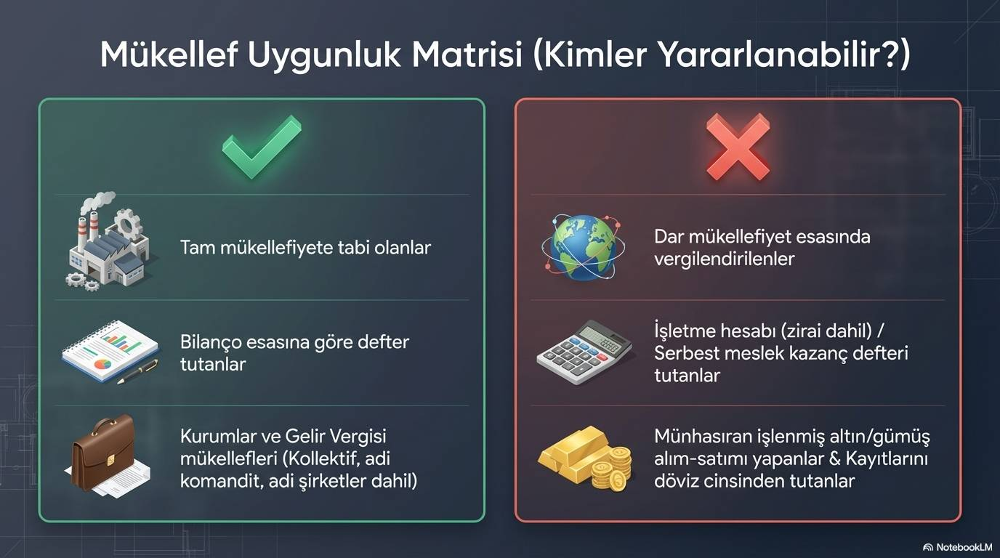 Mükellef Uygunluk Matrisi (Kimler Yararlanabilir?)
Tam mükellefiyete tabi olanlar
Bilanço esasına göre defter
tutanlar
Kurumlar ve Gelir Vergisi
mükellefleri (Kollektif, adi
komandit, adi şirketler dahil)
Dar mükellefiyet esasında
vergilendirilenler
İşletme hesabı (zirai dahil) /
Serbest meslek kazanç defteri
tutanlar
Münhasıran işlenmiş altın/gümüş
alım-satımı yapanlar & Kayıtlarını
döviz cinsinden tutanlar
NotebookLM